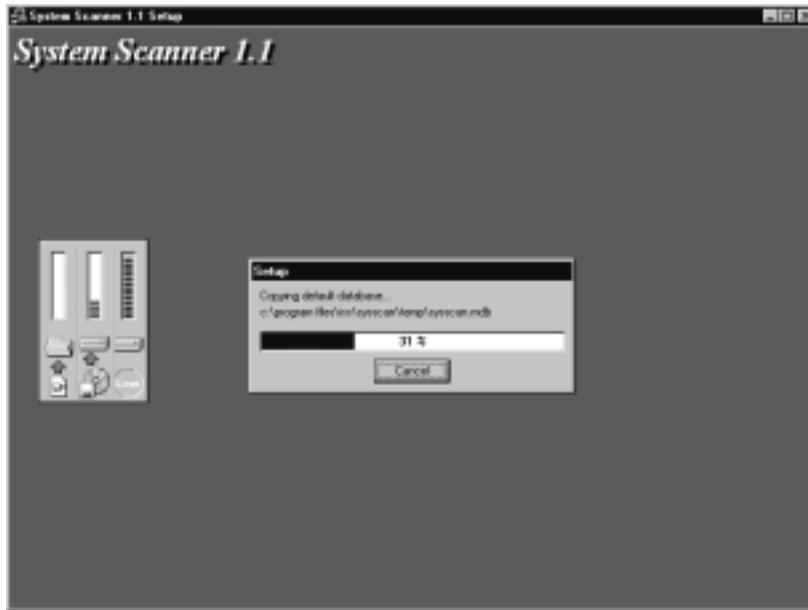 System Scanner 1.1 Setup
System Scanner 1.1
Setup
Copying default database...
c:\program files\iss\sysscan\temp\sysscan.mdb
31 %
Cancel